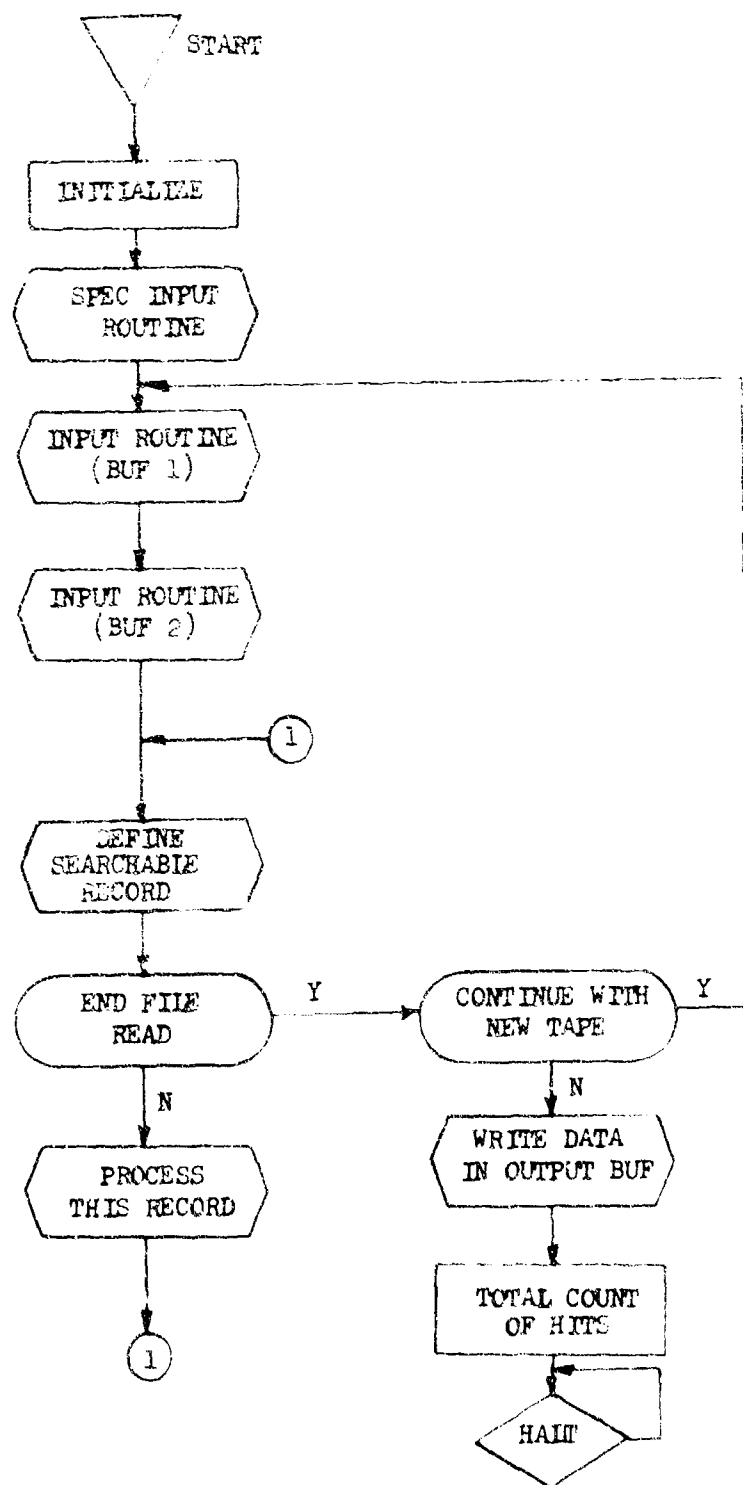 START
INITIALIZE
SPEC INPUT
ROUTINE
INPUT ROUTINE
(BUF 1)
INPUT ROUTINE
(BUF 2)
1
DEFINE
SEARCHABLE
RECORD
END FILE
READ
Y
CONTINUE WITH
NEW TAPE
Y
N
N
PROCESS
THIS RECORD
WRITE DATA
IN OUTPUT BUF
TOTAL COUNT
OF HITS
1
HALT